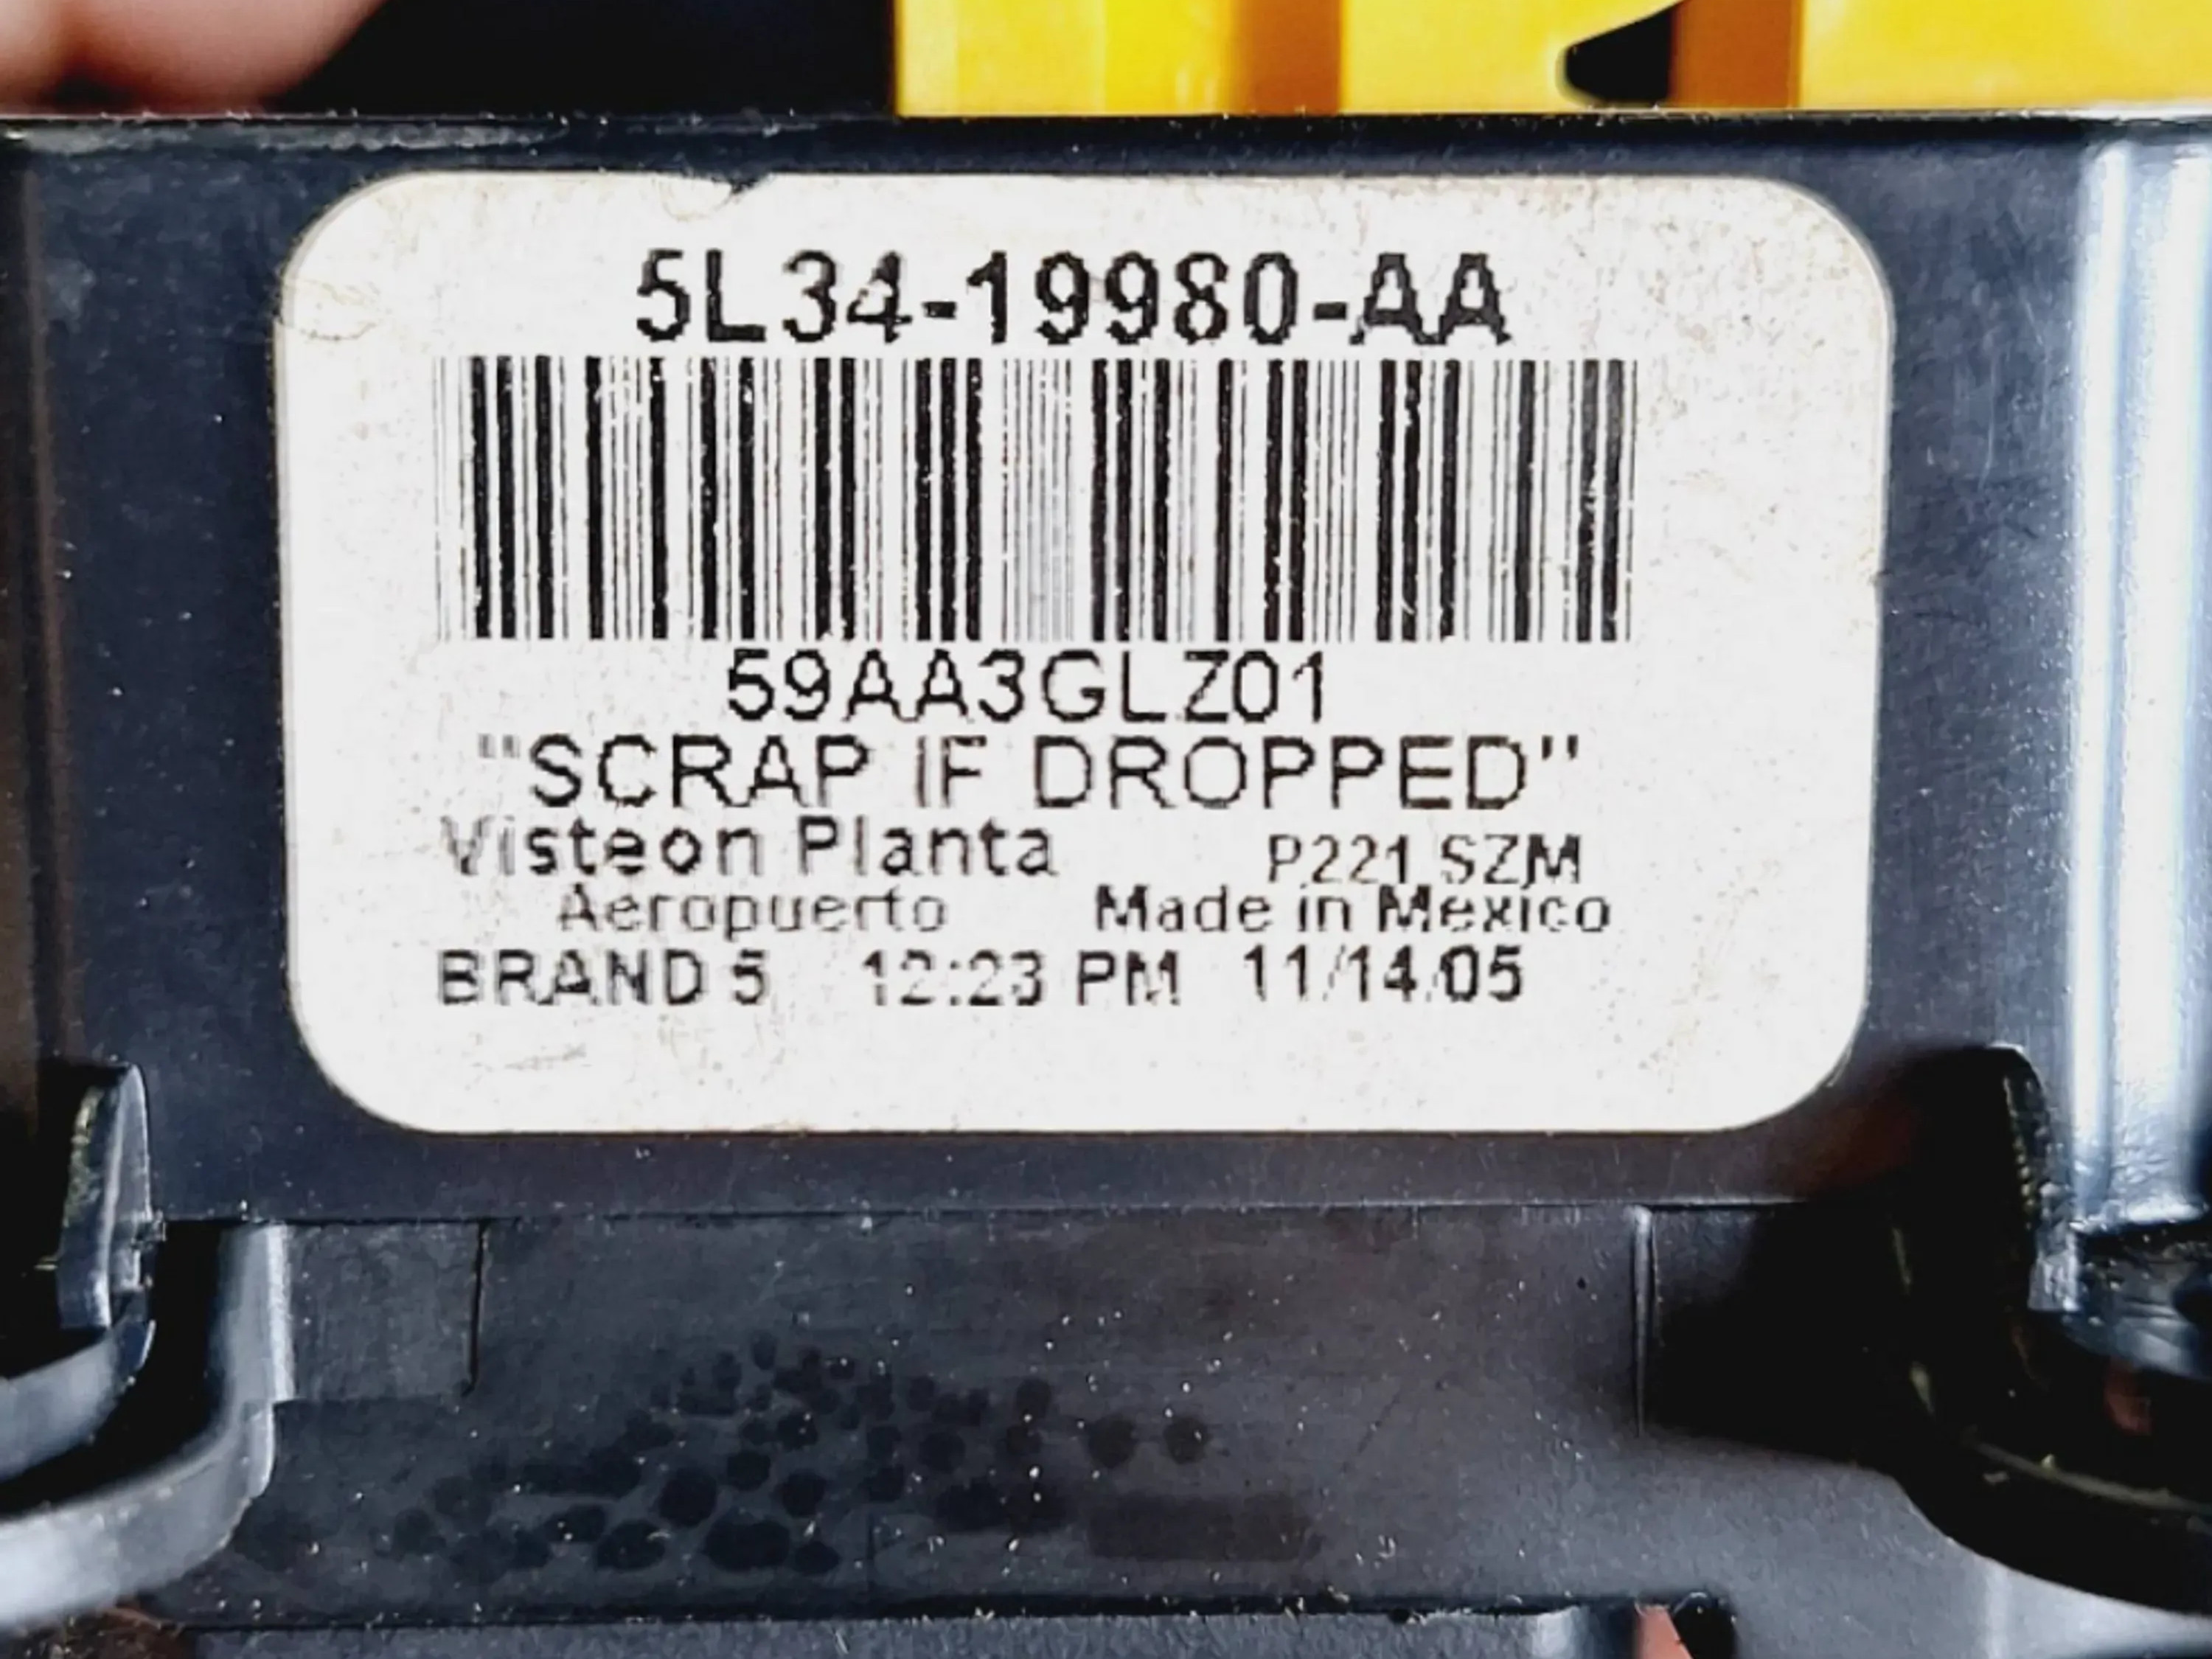 5L34-19980-AA
59AA3GLZ01
"SCRAP IF DROPPED"
Visteon Planta P221 SZM
Aeropuerto Made in Mexico
BRAND 5 12:23 PM 11/14/05